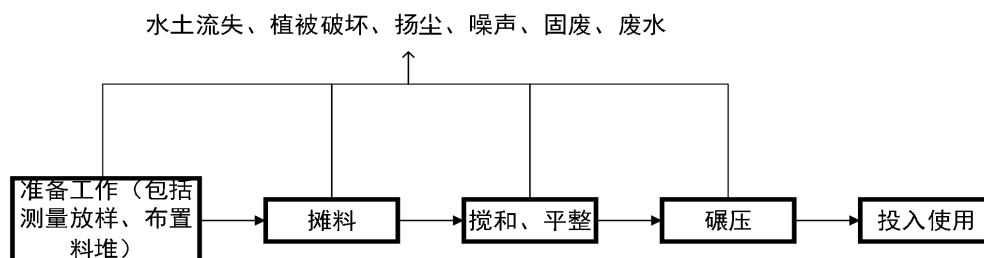 水土流失、植被破坏、扬尘、噪声、固废、废水
准备工作（包括
测量放样、布置
料堆）
摊料
搅和、平整
碾压
投入使用